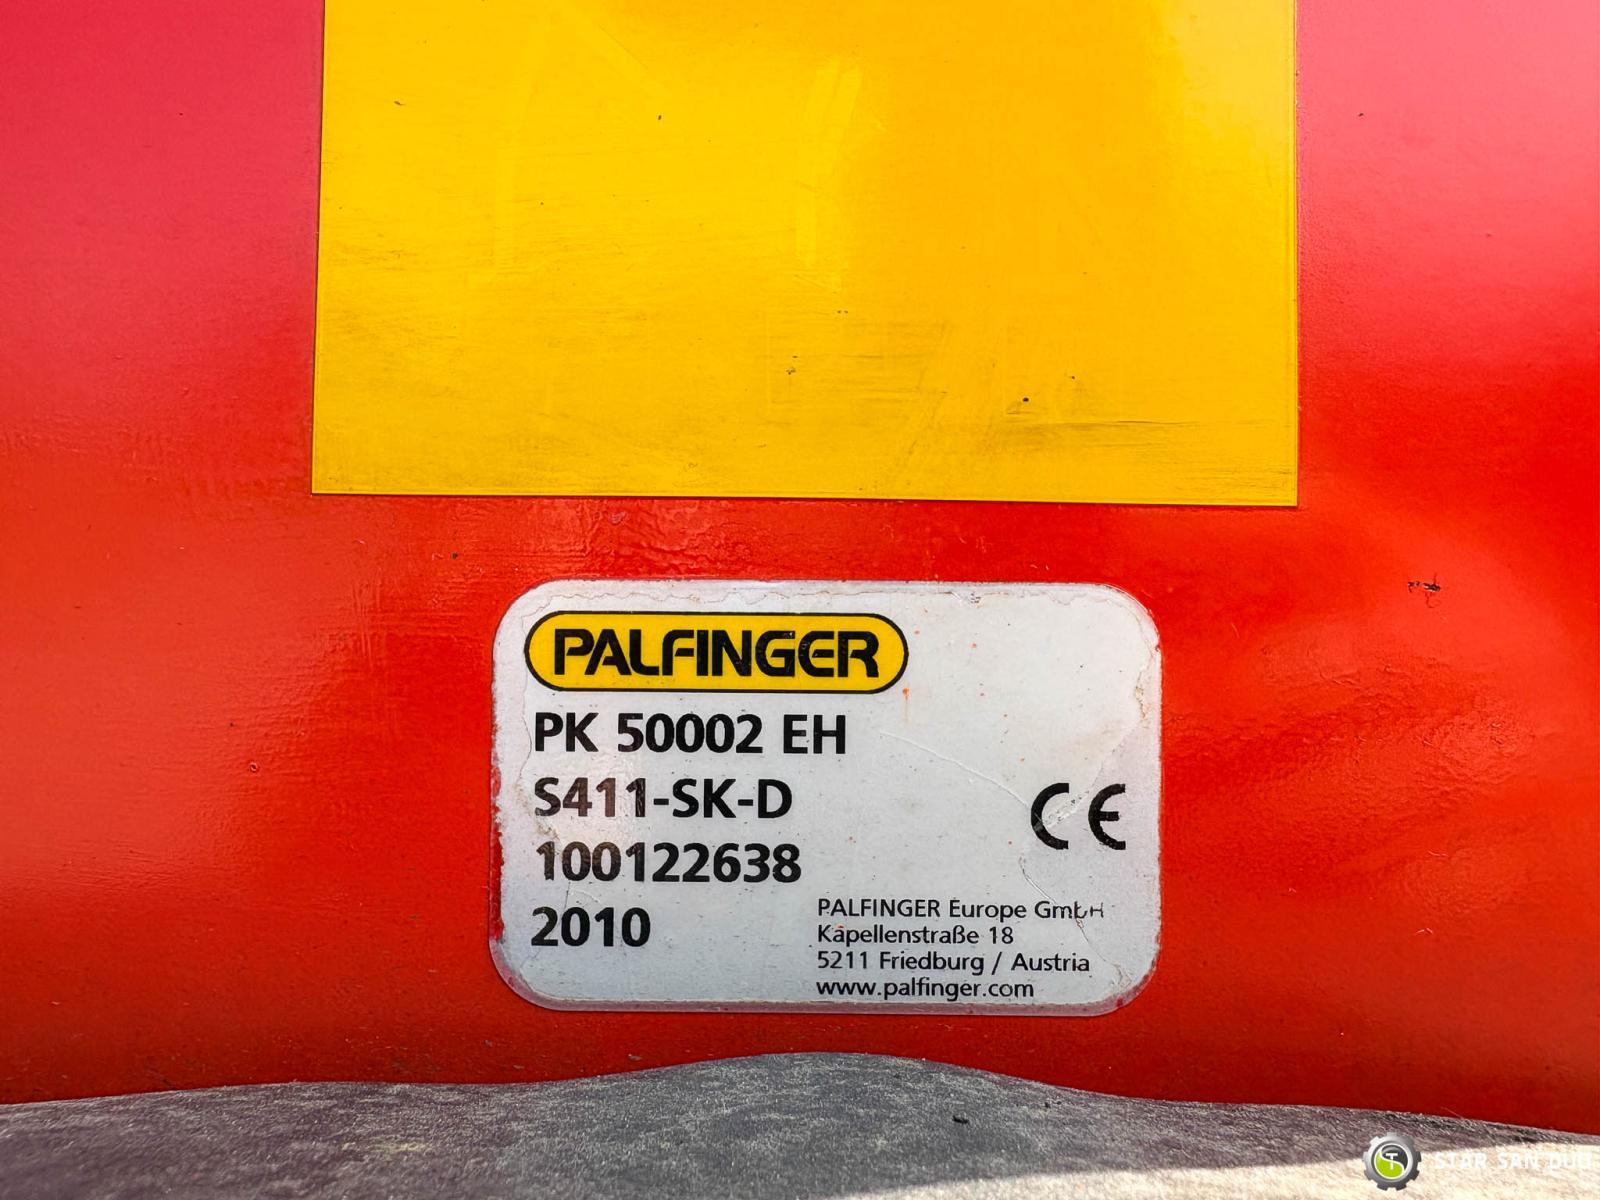 PALFINGER
PK 50002 EH
S411-SK-D
100122638
2010
CE
PALFINGER Europe GmbH
Kapellenstraße 18
5211 Friedburg / Austria
www.palfinger.com
STAR SAN DUO